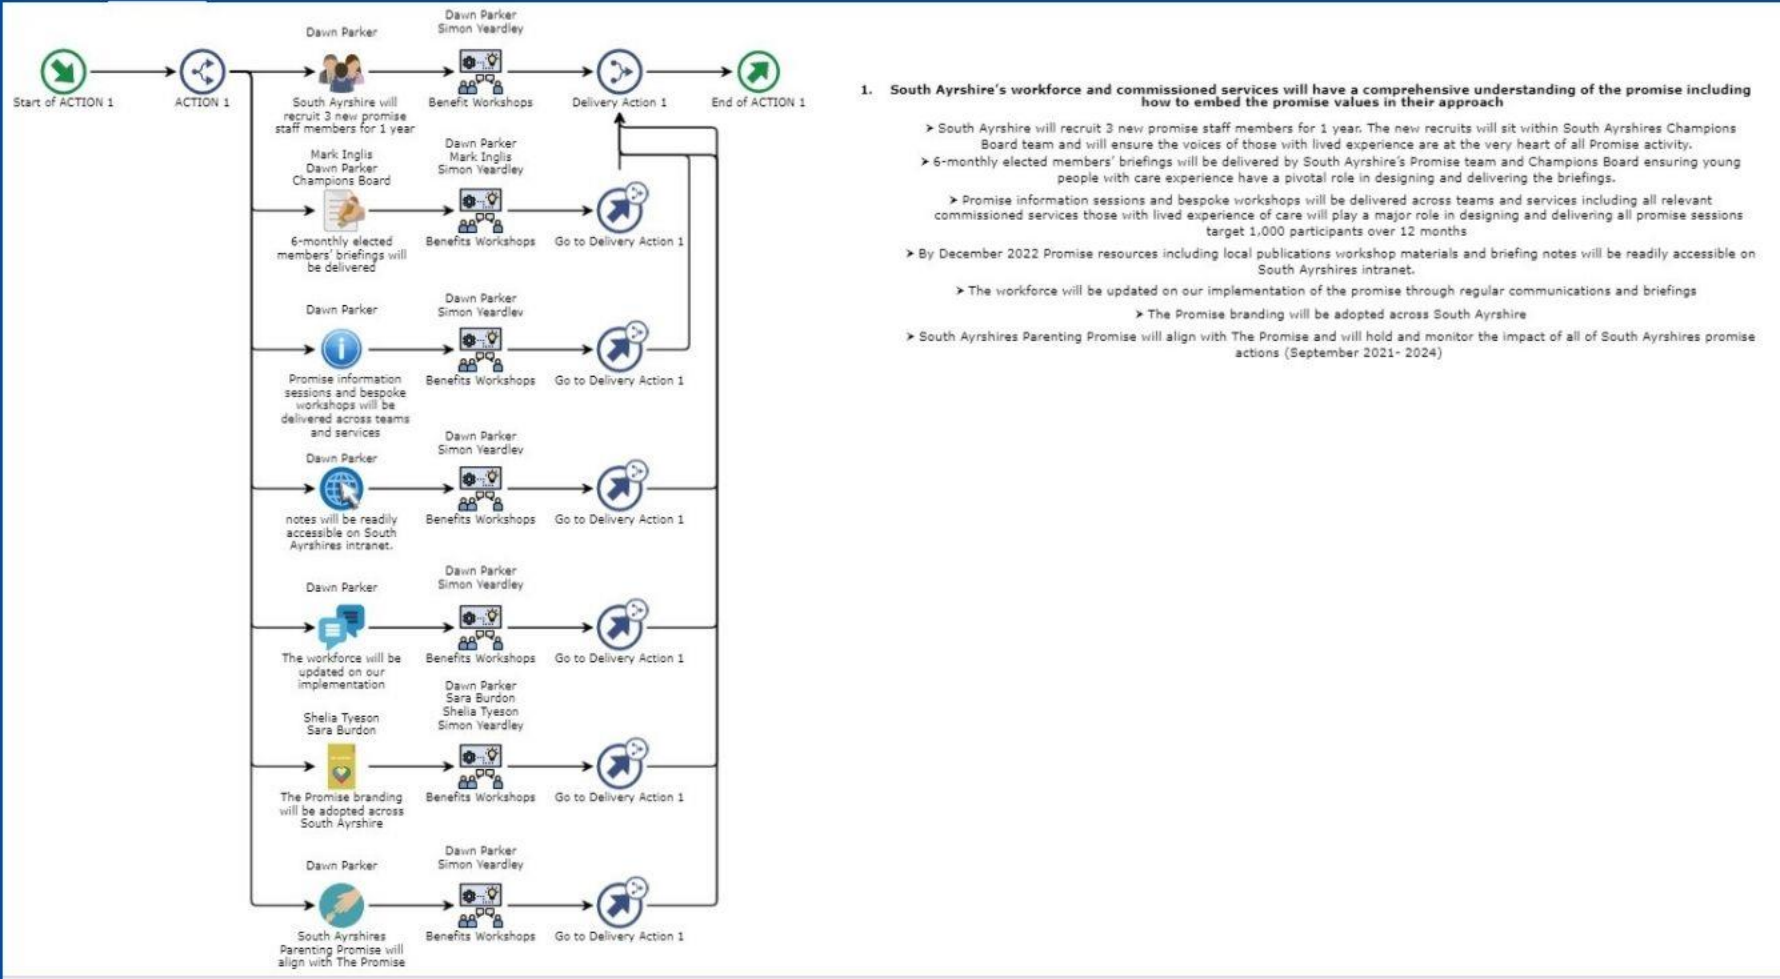 Dawn Parker
Dawn Parker
Simon Yeardley
Start of ACTION 1
ACTION 1
South Ayrshire will
recruit 3 new promise
staff members for 1 year
Benefit Workshops
Delivery Action 1
End of ACTION 1
Mark Inglis
Dawn Parker
Champions Board
Dawn Parker
Mark Inglis
Simon Yeardley
6-monthly elected
members' briefings will
be delivered
Benefits Workshops
Go to Delivery Action 1
Dawn Parker
Dawn Parker
Simon Yeardley
Promise information
sessions and bespoke
workshops will be
delivered across teams
and services
Benefits Workshops
Go to Delivery Action 1
Dawn Parker
Dawn Parker
Simon Yeardley
notes will be readily
accessible on South
Ayrshires intranet.
Benefits Workshops
Go to Delivery Action 1
Dawn Parker
Dawn Parker
Simon Yeardley
The workforce will be
updated on our
implementation
Benefits Workshops
Go to Delivery Action 1
Shelia Tyeson
Sara Burdon
Dawn Parker
Sara Burdon
Shelia Tyeson
Simon Yeardley
The Promise branding
will be adopted across
South Ayrshire
Benefits Workshops
Go to Delivery Action 1
Dawn Parker
Dawn Parker
Simon Yeardley
South Ayrshires
Parenting Promise will
align with The Promise
Benefits Workshops
Go to Delivery Action 1
1. South Ayrshire's workforce and commissioned services will have a comprehensive understanding of the promise including
how to embed the promise values in their approach
➤ South Ayrshire will recruit 3 new promise staff members for 1 year. The new recruits will sit within South Ayrshires Champions
Board team and will ensure the voices of those with lived experience are at the very heart of all Promise activity.
➤ 6-monthly elected members' briefings will be delivered by South Ayrshire's Promise team and Champions Board ensuring young
people with care experience have a pivotal role in designing and delivering the briefings.
➤ Promise information sessions and bespoke workshops will be delivered across teams and services including all relevant
commissioned services those with lived experience of care will play a major role in designing and delivering all promise sessions
target 1,000 participants over 12 months
➤ By December 2022 Promise resources including local publications workshop materials and briefing notes will be readily accessible on
South Ayrshires intranet.
➤ The workforce will be updated on our implementation of the promise through regular communications and briefings
➤ The Promise branding will be adopted across South Ayrshire
➤ South Ayrshires Parenting Promise will align with The Promise and will hold and monitor the impact of all of South Ayrshires promise
actions (September 2021- 2024)